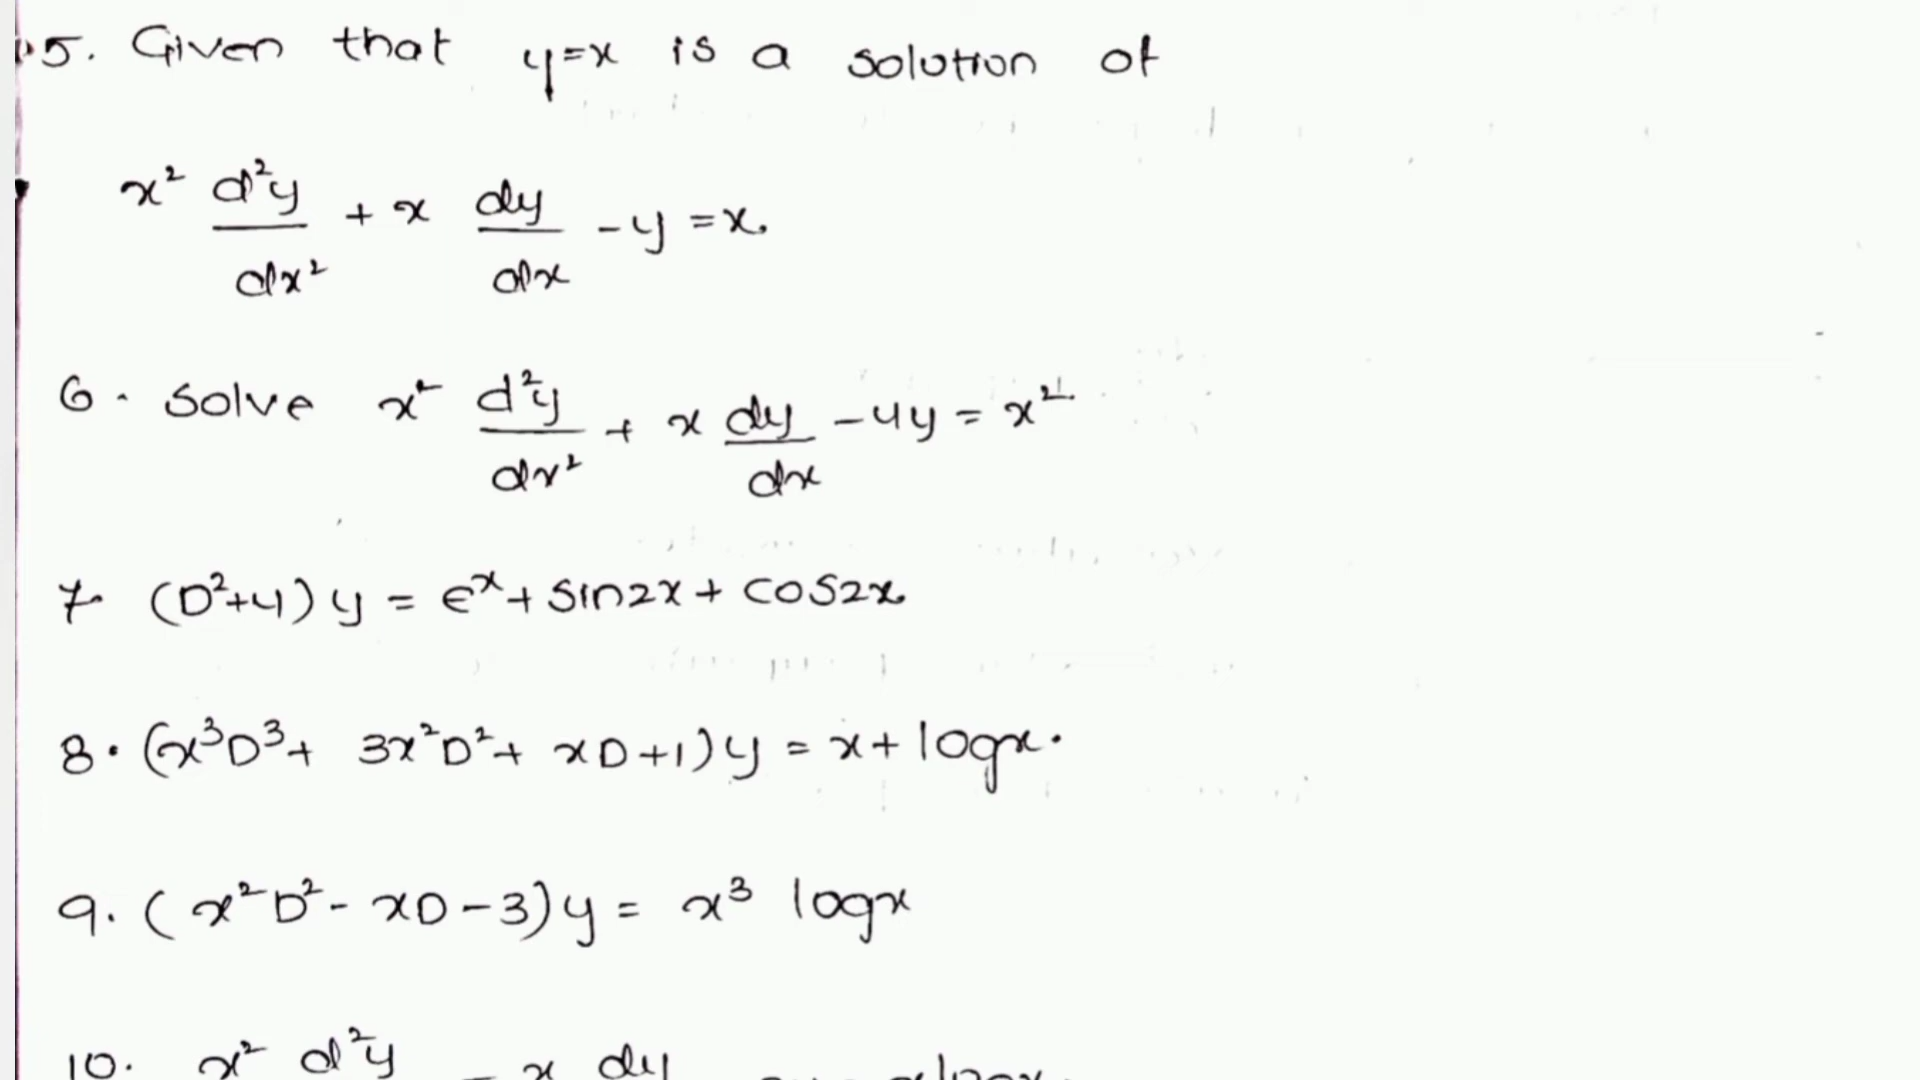 5. Given that y=x is a solution of
x² d²y/dx² + x dy/dx - y = x.
6. Solve x² d²y/dx² + x dy/dx - 4y = x²
7. (D²+4) y = e^x + sin2x + cos2x
8. (x³D³ + 3x²D² + xD + 1) y = x + logx.
9. (x²D² - xD - 3) y = x³ logx
10. x² d²y - x dy